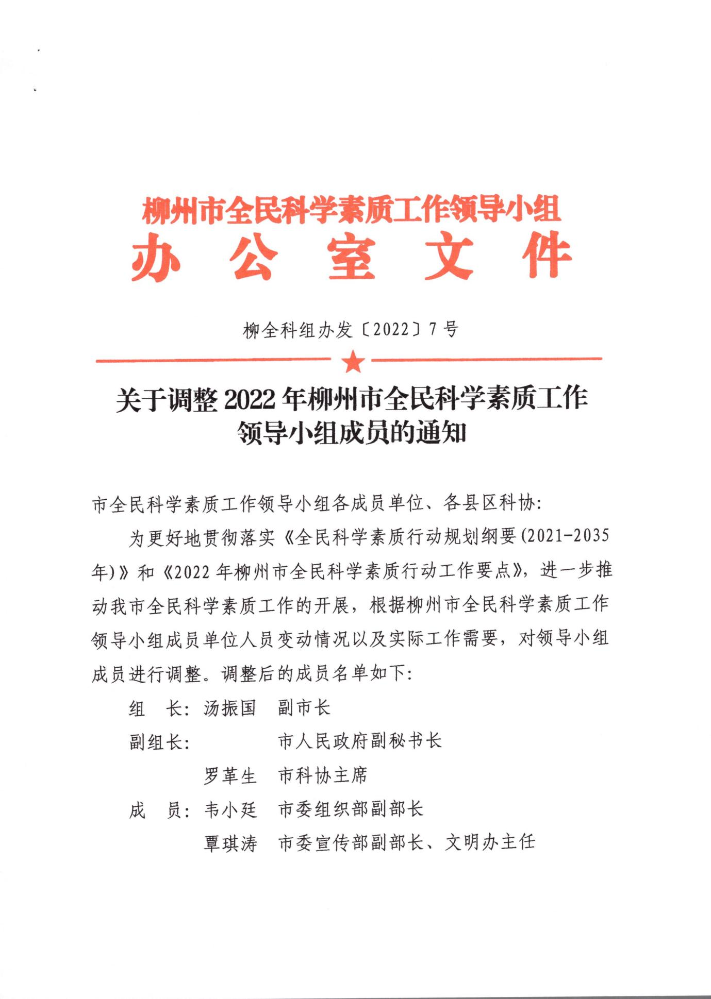 柳州市全民科学素质工作领导小组
办公室文件
柳全科组办发〔2022〕7号
关于调整2022年柳州市全民科学素质工作
领导小组成员的通知
市全民科学素质工作领导小组各成员单位、各县区科协：
为更好地贯彻落实《全民科学素质行动规划纲要(2021-2035
年)》和《2022年柳州市全民科学素质行动工作要点》，进一步推
动我市全民科学素质工作的开展，根据柳州市全民科学素质工作
领导小组成员单位人员变动情况以及实际工作需要，对领导小组
成员进行调整。调整后的成员名单如下：
组 长：汤振国 副市长
副组长： 市人民政府副秘书长
罗革生 市科协主席
成 员：韦小廷 市委组织部副部长
覃琪涛 市委宣传部副部长、文明办主任